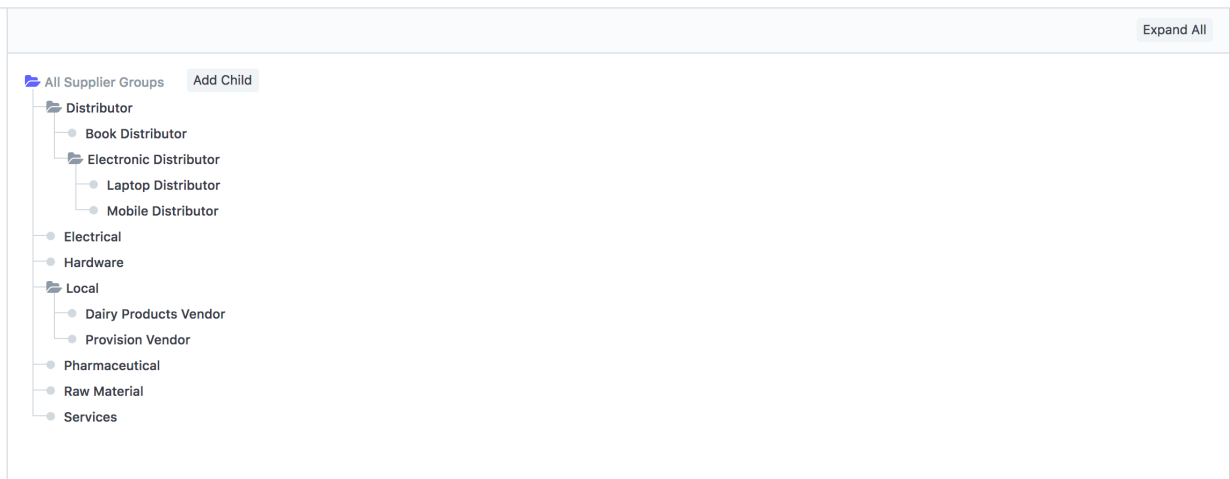 Expand All
All Supplier Groups Add Child
Distributor
Book Distributor
Electronic Distributor
Laptop Distributor
Mobile Distributor
Electrical
Hardware
Local
Dairy Products Vendor
Provision Vendor
Pharmaceutical
Raw Material
Services